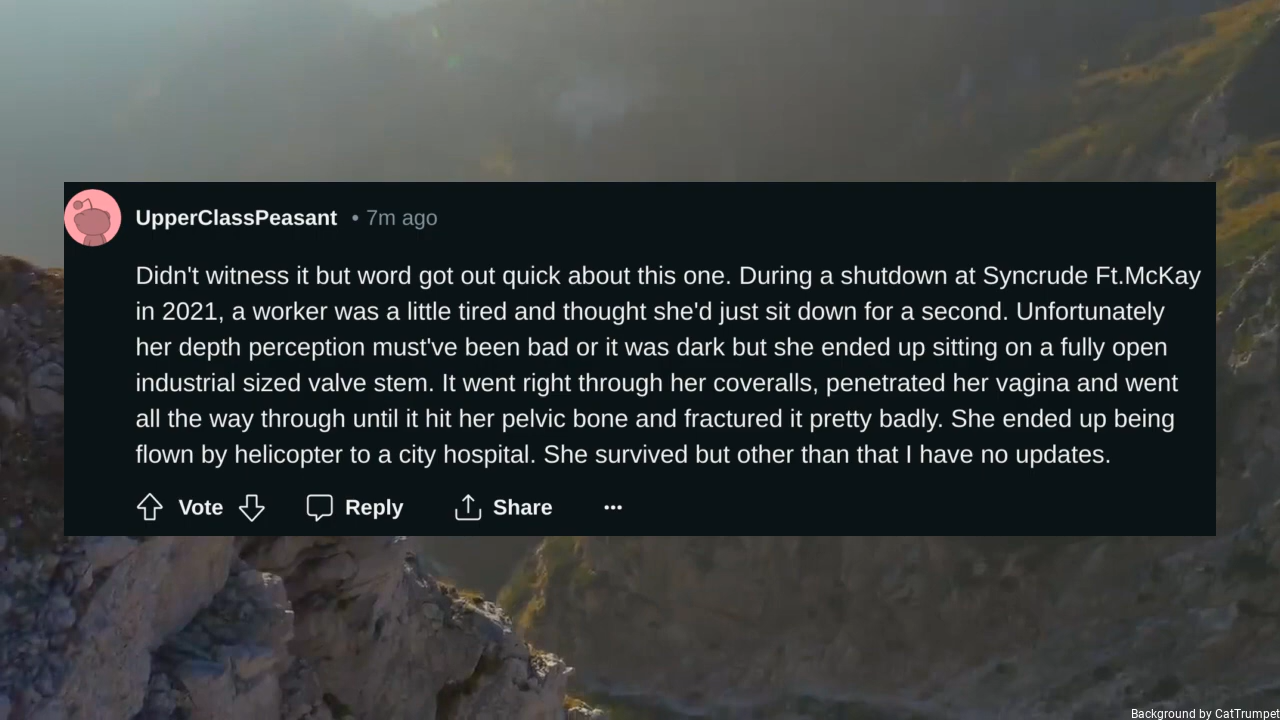 UpperClassPeasant • 7m ago
Didn't witness it but word got out quick about this one. During a shutdown at Syncrude Ft.McKay
in 2021, a worker was a little tired and thought she'd just sit down for a second. Unfortunately
her depth perception must've been bad or it was dark but she ended up sitting on a fully open
industrial sized valve stem. It went right through her coveralls, penetrated her vagina and went
all the way through until it hit her pelvic bone and fractured it pretty badly. She ended up being
flown by helicopter to a city hospital. She survived but other than that I have no updates.
Vote Reply Share ...
Background by CatTrumpet